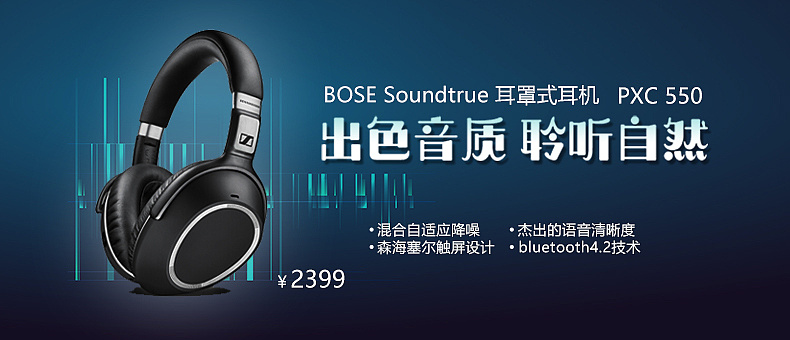 BOSE Soundtrue 耳罩式耳机 PXC 550
出色音质 聆听自然
• 混合自适应降噪 • 杰出的语音清晰度
• 森海塞尔触屏设计 • bluetooth4.2技术
¥2399